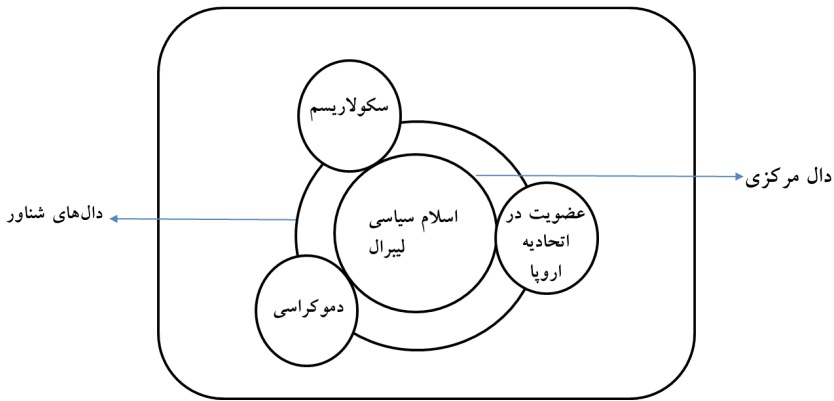 سکولاریسم
دال مرکزی
عضویت در
اتحادیه
اروپا
اسلام سیاسی
لیبرال
دال‌های شناور
دموکراسی